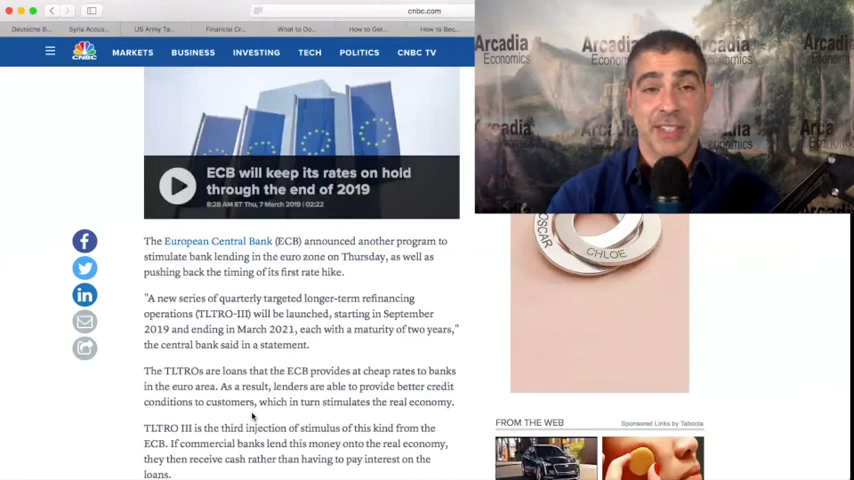 cnbc.com
Deutsche B...
Syria Accus...
US Army Ta...
Financial Cr...
What to Do...
How to Get...
How to Bec...
CNBC
MARKETS
BUSINESS
INVESTING
TECH
POLITICS
CNBC TV
Arcadia
Economics
Arcadia
Arcadia
Economics
Arcadia
Arcadia
ECB will keep its rates on hold
through the end of 2019
8:28 AM ET Thu, 7 March 2019 | 02:22
The European Central Bank (ECB) announced another program to
stimulate bank lending in the euro zone on Thursday, as well as
pushing back the timing of its first rate hike.
"A new series of quarterly targeted longer-term refinancing
operations (TLTRO-III) will be launched, starting in September
2019 and ending in March 2021, each with a maturity of two years,"
the central bank said in a statement.
The TLTROs are loans that the ECB provides at cheap rates to banks
in the euro area. As a result, lenders are able to provide better credit
conditions to customers, which in turn stimulates the real economy.
TLTRO III is the third injection of stimulus of this kind from the
ECB. If commercial banks lend this money onto the real economy,
they then receive cash rather than having to pay interest on the
loans.
OSCAR
CHLOE
FROM THE WEB
Sponsored Links by Taboola